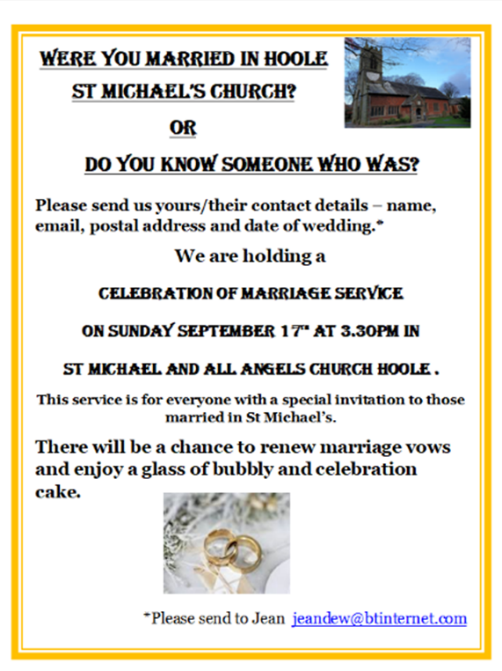 WERE YOU MARRIED IN HOOLE
ST MICHAEL'S CHURCH?
OR
DO YOU KNOW SOMEONE WHO WAS?
Please send us yours/their contact details – name,
email, postal address and date of wedding.*
We are holding a
CELEBRATION OF MARRIAGE SERVICE
ON SUNDAY SEPTEMBER 17th AT 3.30PM IN
ST MICHAEL AND ALL ANGELS CHURCH HOOLE .
This service is for everyone with a special invitation to those
married in St Michael's.
There will be a chance to renew marriage vows
and enjoy a glass of bubbly and celebration
cake.
*Please send to Jean jeandew@btinternet.com